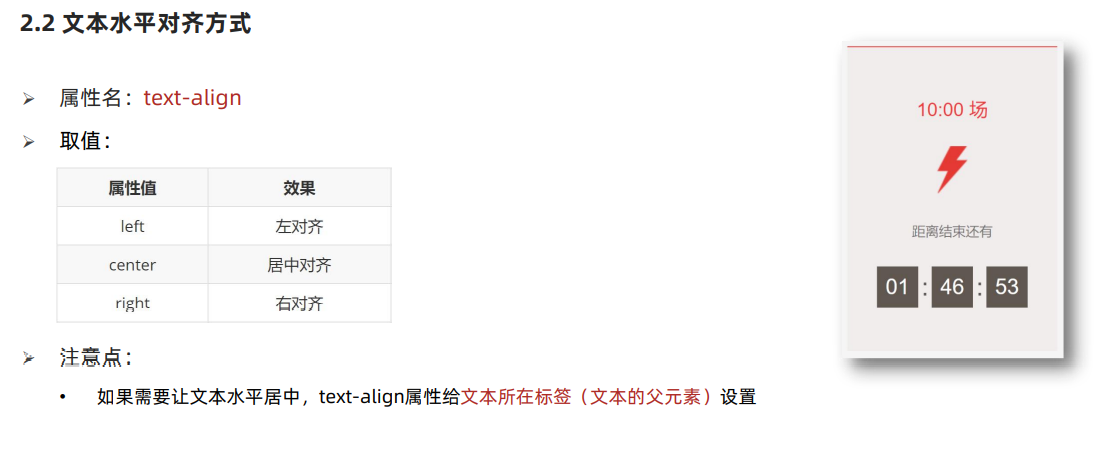 2.2 文本水平对齐方式
属性名：text-align
取值：
属性值 效果
left 左对齐
center 居中对齐
right 右对齐
注意点：
如果需要让文本水平居中，text-align属性给文本所在标签（文本的父元素）设置
10:00 场
距离结束还有
01 : 46 : 53